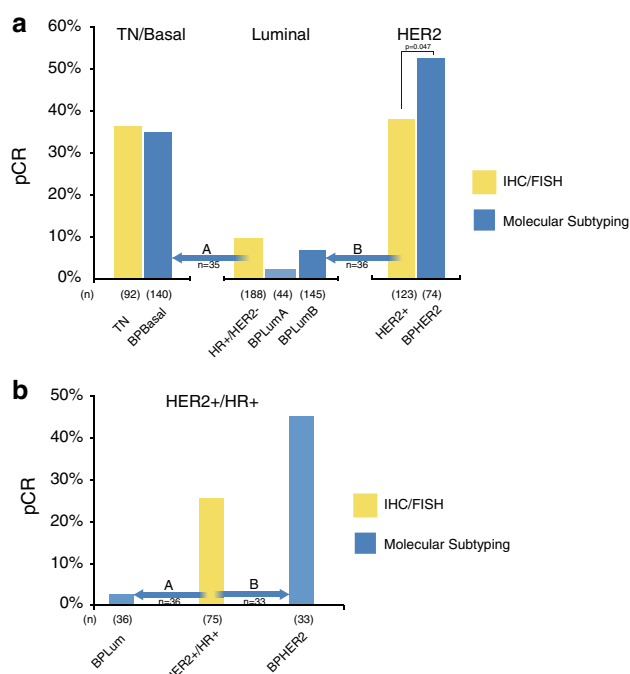 a
60%
TN/Basal
Luminal
HER2
p=0.047
50%
40%
pCR
30%
IHC/FISH
20%
Molecular Subtyping
10%
A
B
n=35
n=36
0%
(n) (92) (140) (188) (44) (145) (123) (74)
TN
BPBasal
HR+/HER2-
BPLumA
BPLumB
HER2+
BPHER2
b
50%
HER2+/HR+
40%
pCR
30%
IHC/FISH
20%
Molecular Subtyping
10%
A
B
n=36
n=33
0%
(n) (36) (75) (33)
BPLum
HER2+/HR+
BPHER2